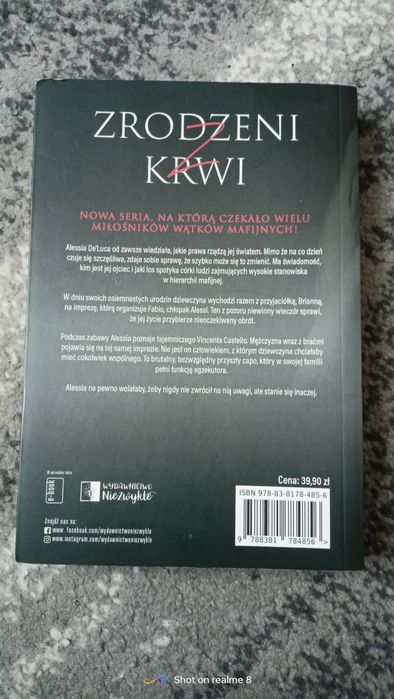 ZRODZENI
Z
KRWI
NOWA SERIA, NA KTÓRĄ CZEKAŁO WIELU
MIŁOŚNIKÓW WĄTKÓW MAFIJNYCH!
Alessia De'Luca od zawsze wiedziała, jakie prawa rządzą jej światem. Mimo że na co dzień
czuje się szczęśliwa, zdaje sobie sprawę, że szybko może się to zmienić. Ma świadomość,
kim jest jej ojciec i jaki los spotyka córki ludzi zajmujących wysokie stanowiska
w hierarchii mafijnej.
W dniu swoich osiemnastych urodzin dziewczyna wychodzi razem z przyjaciółką, Brianną,
na imprezę, którą organizuje Fabio, chłopak Alessi. Ten z pozoru niewinny wieczór sprawi,
że jej życie przybierze nieoczekiwany obrót.
Podczas zabawy Alessia poznaje tajemniczego Vincenta Castello. Mężczyzna wraz z braćmi
pojawia się na tej samej imprezie. Nie jest on człowiekiem, z którym dziewczyna chciałaby
mieć cokolwiek wspólnego. To brutalny, bezwzględny przyszły capo, który w swojej familii
pełni funkcję egzekutora.
Alessia na pewno wolałaby, żeby nigdy nie zwrócił na nią uwagi, ale stanie się inaczej.
W sprzedaży także
e-book
WYDAWNICTWO
NieZwykłe
Cena: 39,90 zł
ISBN 978-83-8178-485-6
9 788381 784856 >
Znajdź nas na:
www. facebook.com/wydawnictwoniezwykle
www.instagram.com/wydawnictwoniezwykle
Shot on realme 8